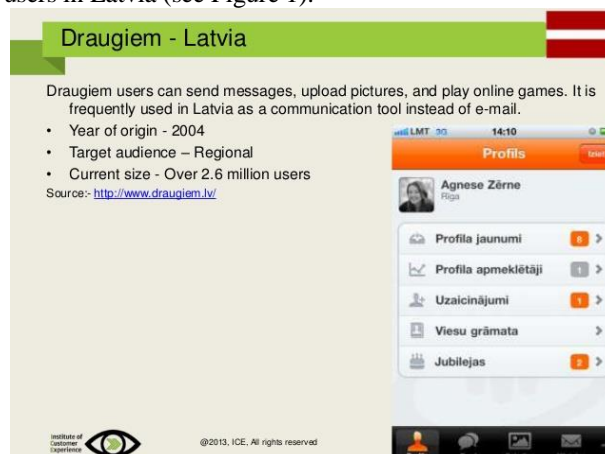 users in Latvia (see Figure 1).
Draugiem - Latvia
Draugiem users can send messages, upload pictures, and play online games. It is
frequently used in Latvia as a communication tool instead of e-mail.
• Year of origin - 2004
• Target audience – Regional
• Current size - Over 2.6 million users
Source:- http://www.draugiem.lv/
LMT 3G 14:10
Profils
Agnese Zērne
Rīga
Profila jaunumi 8
Profila apmeklētāji 1
Uzaicinājumi 1
Viesu grāmata
Jubilejas 2
Institute of
Customer
Experience
@2013, ICE, All rights reserved